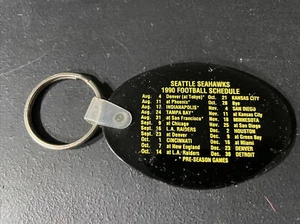 SEATTLE SEAHAWKS
1990 FOOTBALL SCHEDULE
Aug. 4 Denver (at Tokyo)*
Aug. 11 at Phoenix*
Aug. 17 INDIANAPOLIS*
Aug. 24 TAMPA BAY*
Aug. 31 at San Francisco*
Sept. 9 at Chicago
Sept. 16 L.A. RAIDERS
Sept. 23 at Denver
Oct. 1 CINCINNATI
Oct. 7 at New England
Oct. 14 at L.A. Raiders
Oct. 21 KANSAS CITY
Oct. 28 Bye
Nov. 4 SAN DIEGO
Nov. 11 at Kansas City
Nov. 18 MINNESOTA
Nov. 25 at San Diego
Dec. 2 HOUSTON
Dec. 9 at Green Bay
Dec. 16 at Miami
Dec. 23 DENVER
Dec. 30 DETROIT
* PRE-SEASON GAMES